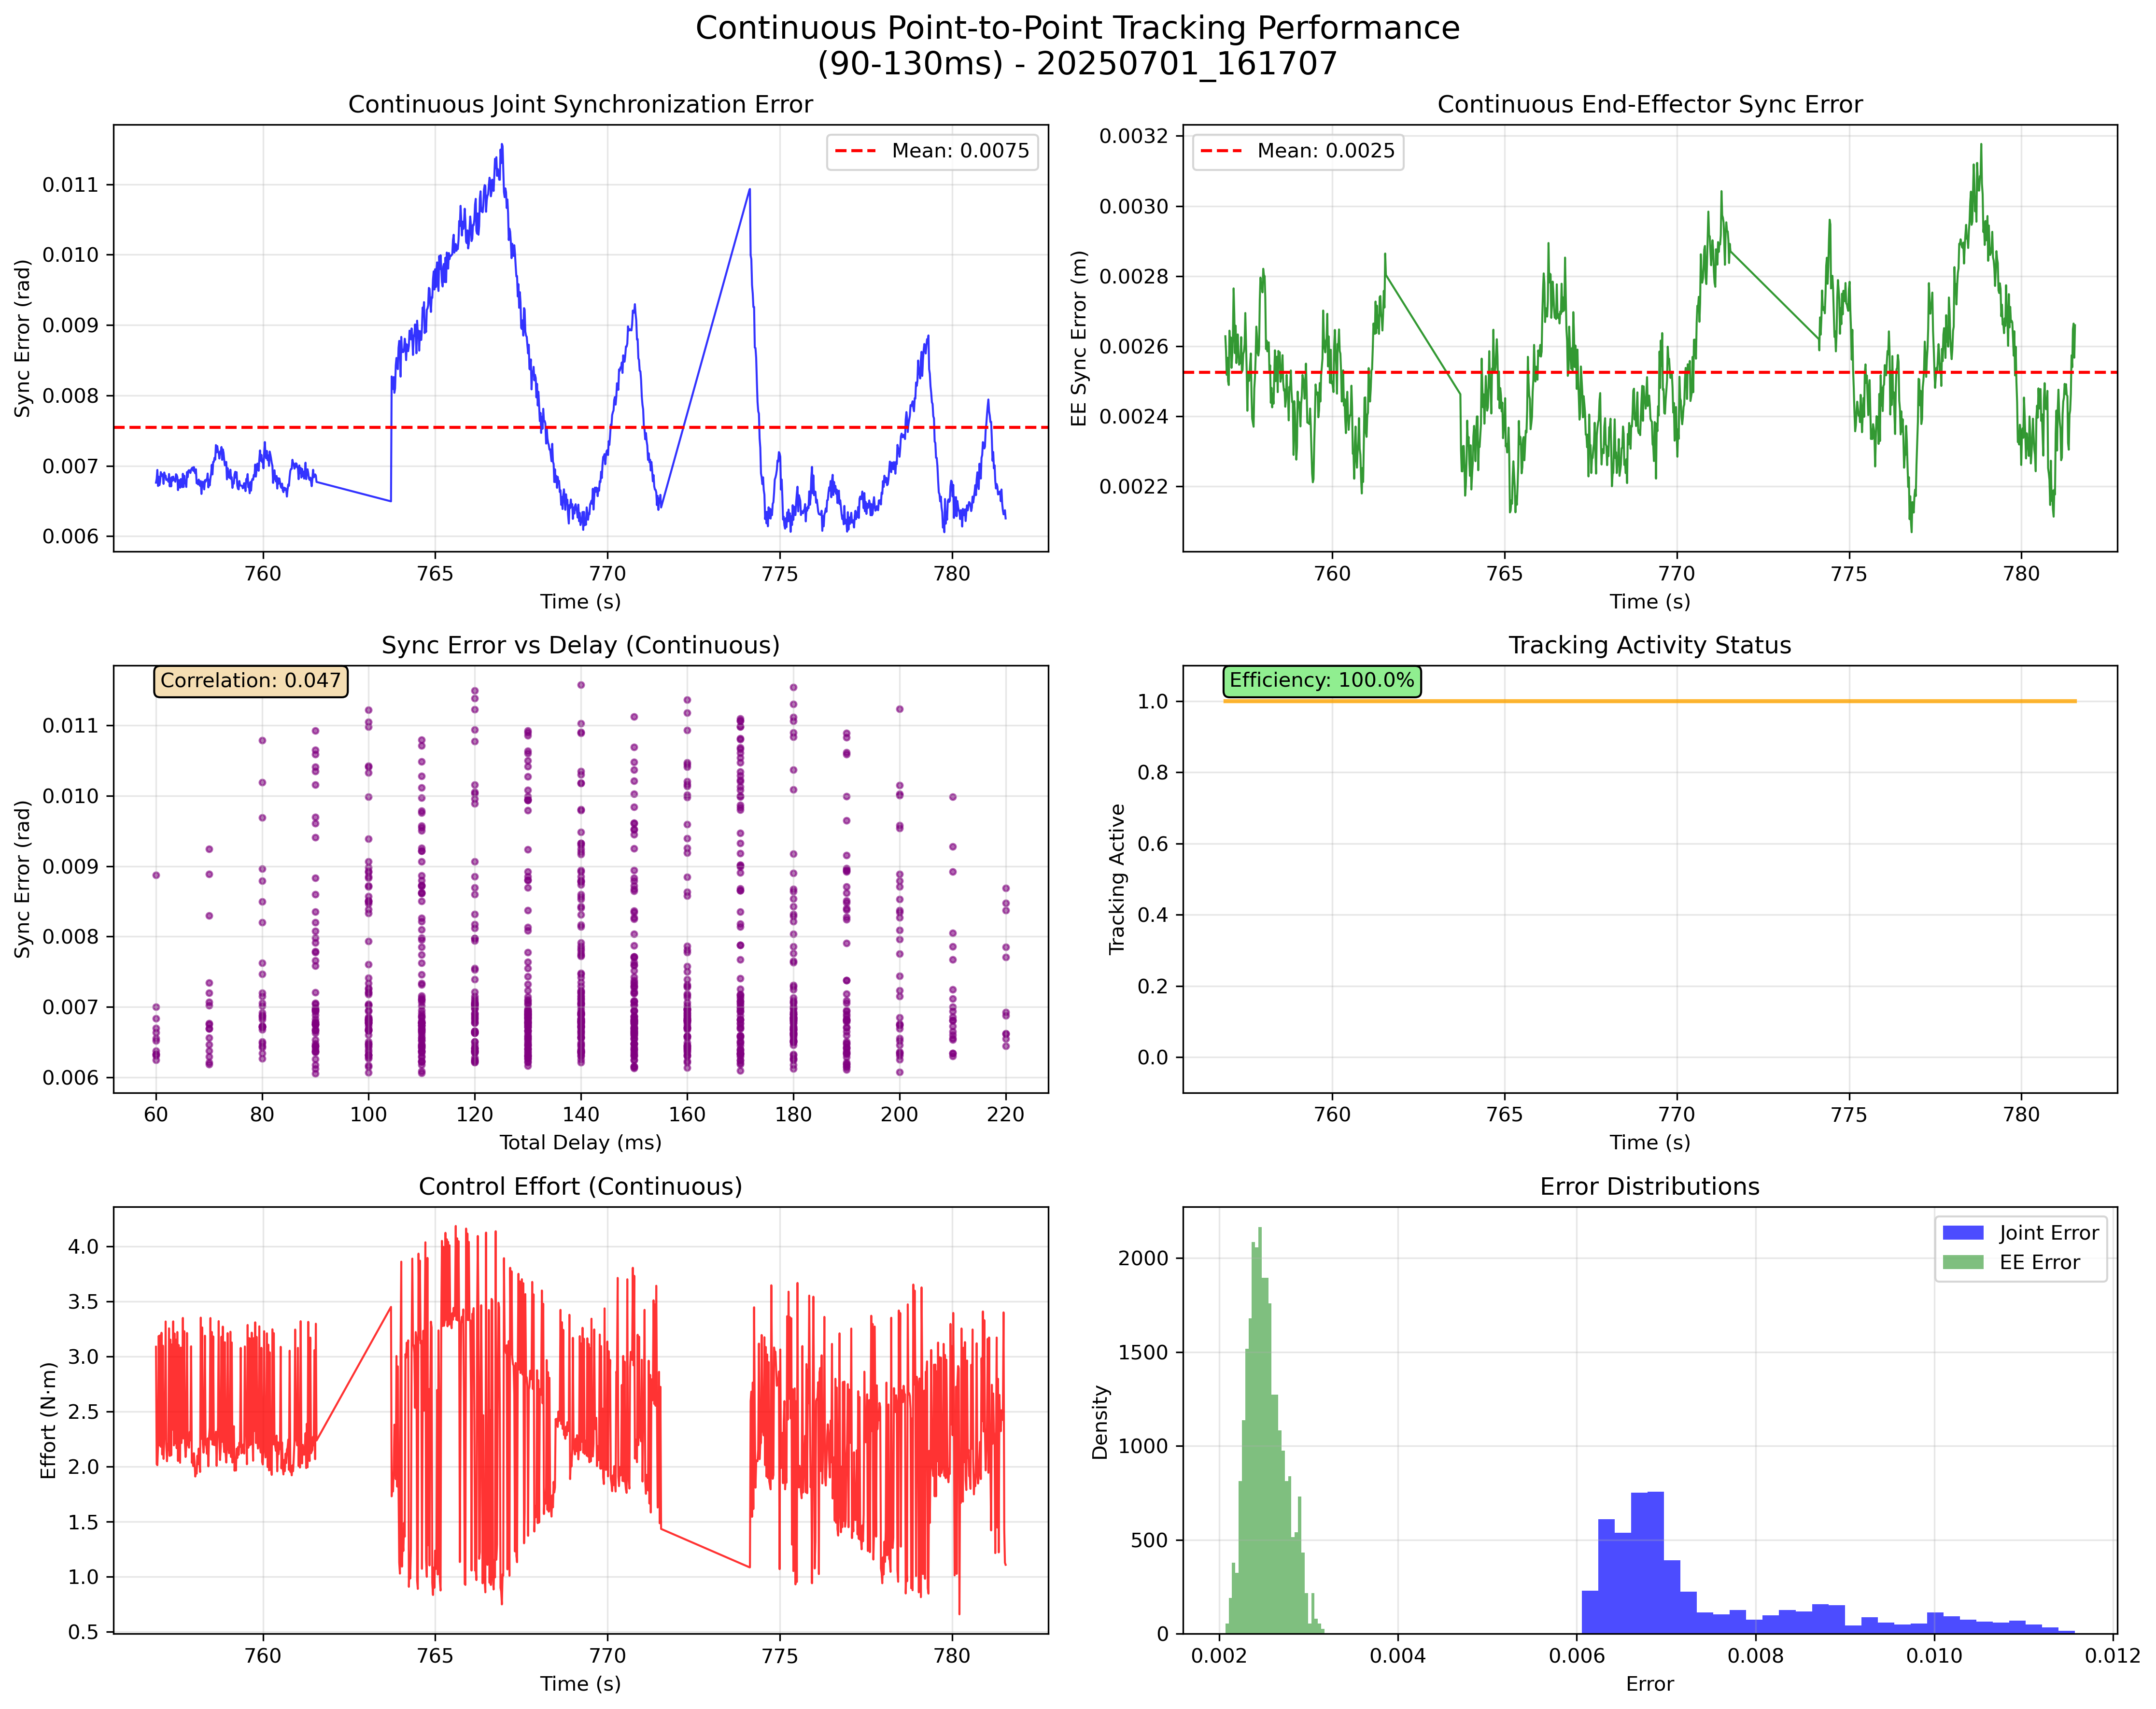 Continuous Point-to-Point Tracking Performance
(90-130ms) - 20250701_161707
Continuous Joint Synchronization Error
Mean: 0.0075
0.011
0.010
0.009
0.008
0.007
0.006
Sync Error (rad)
760
765
770
775
780
Time (s)
Continuous End-Effector Sync Error
Mean: 0.0025
0.0032
0.0030
0.0028
0.0026
0.0024
0.0022
EE Sync Error (m)
760
765
770
775
780
Time (s)
Sync Error vs Delay (Continuous)
Correlation: 0.047
0.011
0.010
0.009
0.008
0.007
0.006
Sync Error (rad)
60
80
100
120
140
160
180
200
220
Total Delay (ms)
Tracking Activity Status
Efficiency: 100.0%
1.0
0.8
0.6
0.4
0.2
0.0
Tracking Active
760
765
770
775
780
Time (s)
Control Effort (Continuous)
4.0
3.5
3.0
2.5
2.0
1.5
1.0
0.5
Effort (N·m)
760
765
770
775
780
Time (s)
Error Distributions
Joint Error
EE Error
2000
1500
1000
500
0
Density
0.002
0.004
0.006
0.008
0.010
0.012
Error